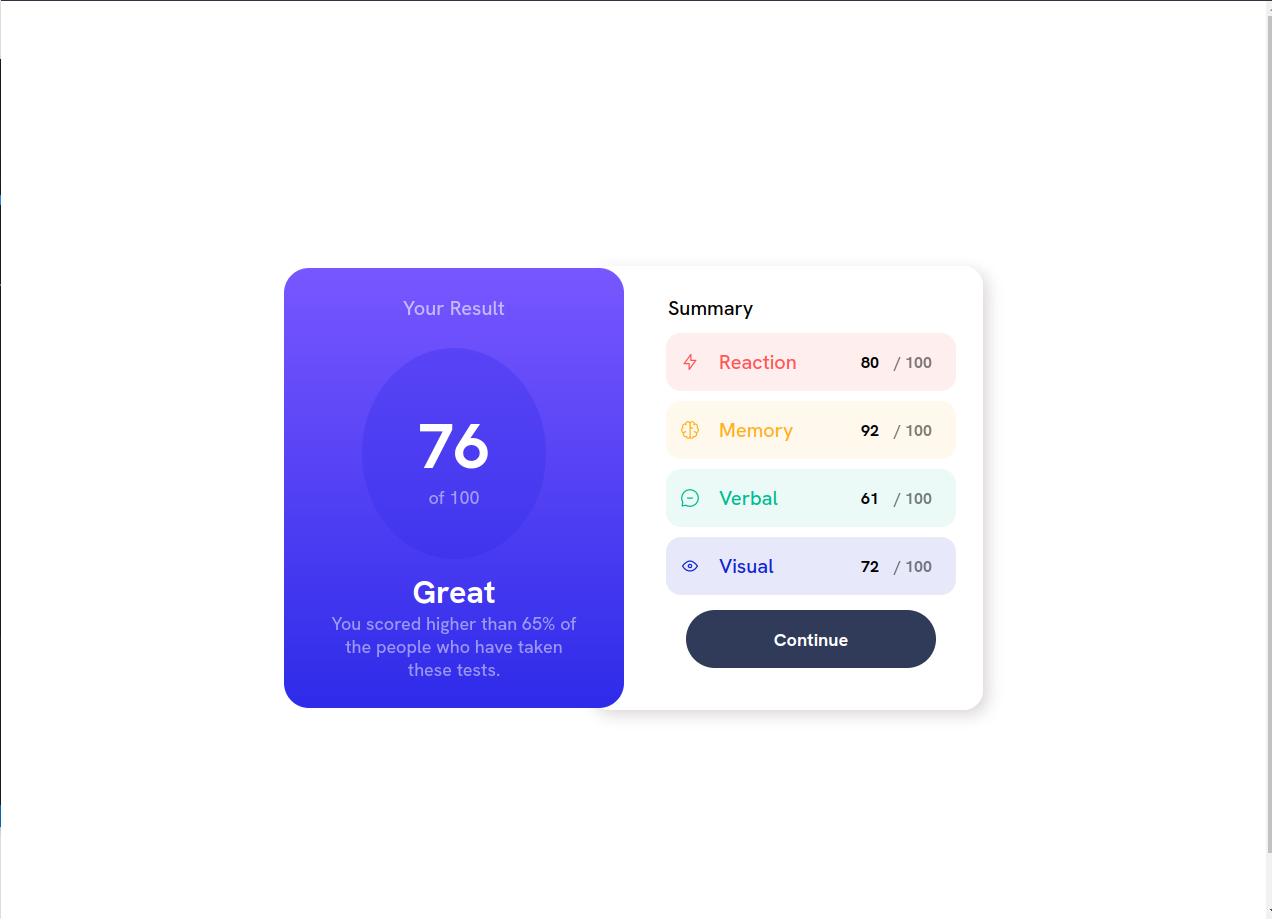 Your Result
76
of 100
Great
You scored higher than 65% of
the people who have taken
these tests.
Summary
Reaction 80 / 100
Memory 92 / 100
Verbal 61 / 100
Visual 72 / 100
Continue